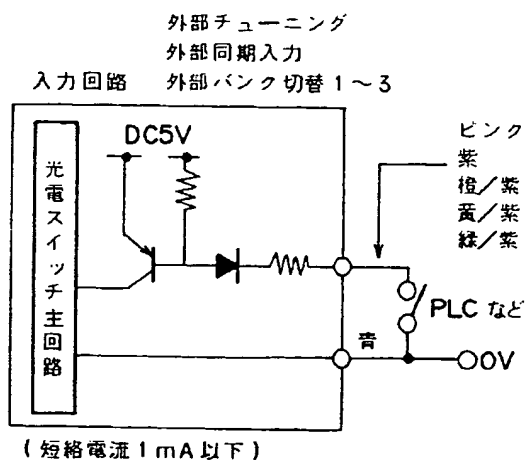 外部チューニング
外部同期入力
入力回路 外部バンク切替1～3
DC5V
光電スイッチ主回路
ピンク
紫
橙/紫
黄/紫
緑/紫
PLCなど
青
0V
(短絡電流1mA以下)